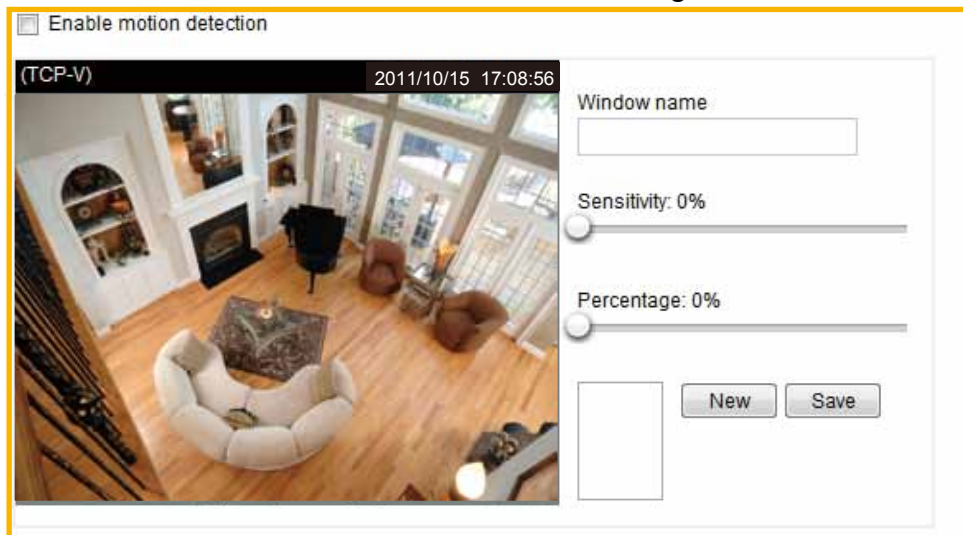 Enable motion detection
(TCP-V) 2011/10/15 17:08:56
Window name
Sensitivity: 0%
Percentage: 0%
New Save